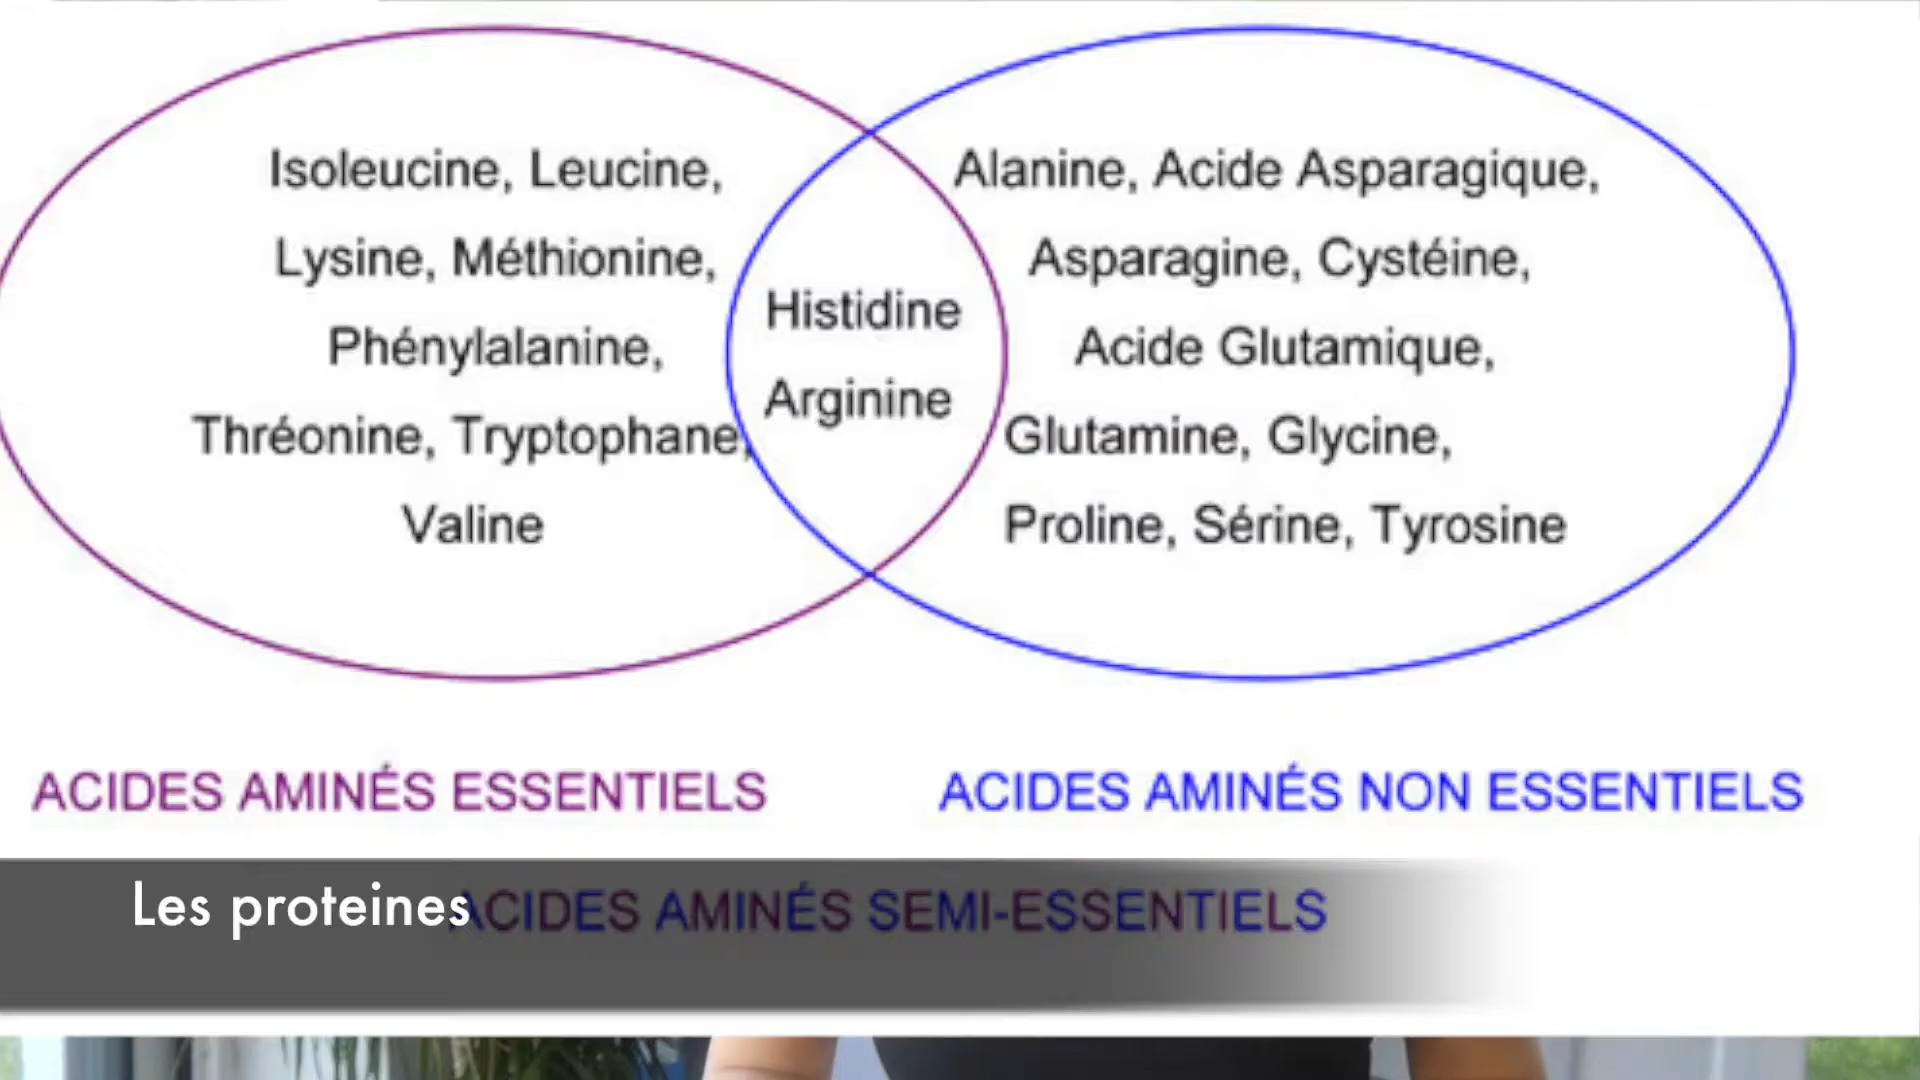 Isoleucine, Leucine,
Lysine, Méthionine,
Phénylalanine,
Thréonine, Tryptophane,
Valine
Histidine
Arginine
Alanine, Acide Asparagique,
Asparagine, Cystéine,
Acide Glutamique,
Glutamine, Glycine,
Proline, Sérine, Tyrosine
ACIDES AMINÉS ESSENTIELS
ACIDES AMINÉS NON ESSENTIELS
ACIDES AMINÉS SEMI-ESSENTIELS
Les proteines